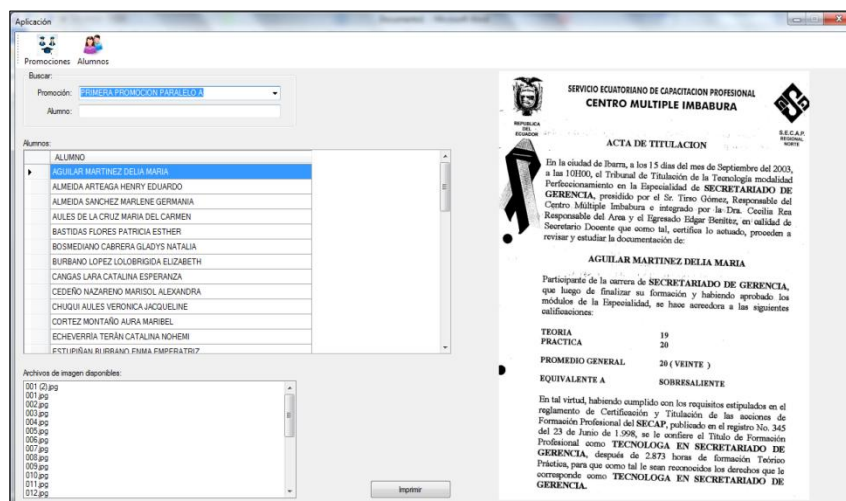 Aplicación
Promociones Alumnos
Buscar:
Promoción: PRIMERA PROMOCION PARALELO A
Alumno:
Alumnos:
ALUMNO
AGUILAR MARTINEZ DELIA MARIA
ALMEIDA ARTEAGA HENRY EDUARDO
ALMEIDA SANCHEZ MARLENE GERMANIA
AULES DE LA CRUZ MARIA DEL CARMEN
BASTIDAS FLORES PATRICIA ESTHER
BOSMEDIANO CABRERA GLADYS NATALIA
BURBANO LOPEZ LOLOBRIGIDA ELIZABETH
CANGAS LARA CATALINA ESPERANZA
CEDEÑO NAZARENO MARISOL ALEXANDRA
CHUQUI AULES VERONICA JACQUELINE
CORTEZ MONTAÑO AURA MARIBEL
ECHEVERRÍA TERÁN CATALINA NOHEMI
ESTUPIÑAN BURBANO ENMA EMPERATRIZ
Archivos de imagen disponibles:
001 (2).jpg
001.jpg
002.jpg
003.jpg
004.jpg
005.jpg
006.jpg
007.jpg
008.jpg
009.jpg
010.jpg
011.jpg
012.jpg
Imprimir
SERVICIO ECUATORIANO DE CAPACITACION PROFESIONAL
CENTRO MULTIPLE IMBABURA
REPUBLICA
DEL
ECUADOR
S.E.C.A.P.
REGIONAL
NORTE
ACTA DE TITULACION
En la ciudad de Ibarra, a los 15 días del mes de Septiembre del 2003,
a las 10H00, el Tribunal de Titulación de la Tecnología modalidad
Perfeccionamiento en la Especialidad de SECRETARIADO DE
GERENCIA, presidido por el Sr. Tirso Gómez, Responsable del
Centro Múltiple Imbabura e integrado por la Dra. Cecilia Rea
Responsable del Area y el Egresado Edgar Benítez, en calidad de
Secretario Docente que como tal, certifica lo actuado, proceden a
revisar y estudiar la documentación de:
AGUILAR MARTINEZ DELIA MARIA
Participante de la carrera de SECRETARIADO DE GERENCIA,
que luego de finalizar su formación y habiendo aprobado los
módulos de la Especialidad, se hace acreedora a las siguientes
calificaciones:
TEORIA 19
PRACTICA 20
PROMEDIO GENERAL 20 ( VEINTE )
EQUIVALENTE A SOBRESALIENTE
En tal virtud, habiendo cumplido con los requisitos estipulados en el
reglamento de Certificación y Titulación de las acciones de
Formación Profesional del SECAP, publicado en el registro No. 345
del 23 de Junio de 1.998, se le confiere el Título de Formación
Profesional como TECNOLOGA EN SECRETARIADO DE
GERENCIA, después de 2.873 horas de formación Teórico
Práctica, para que como tal le sean reconocidos los derechos que le
corresponde como TECNOLOGA EN SECRETARIADO DE
GERENCIA.